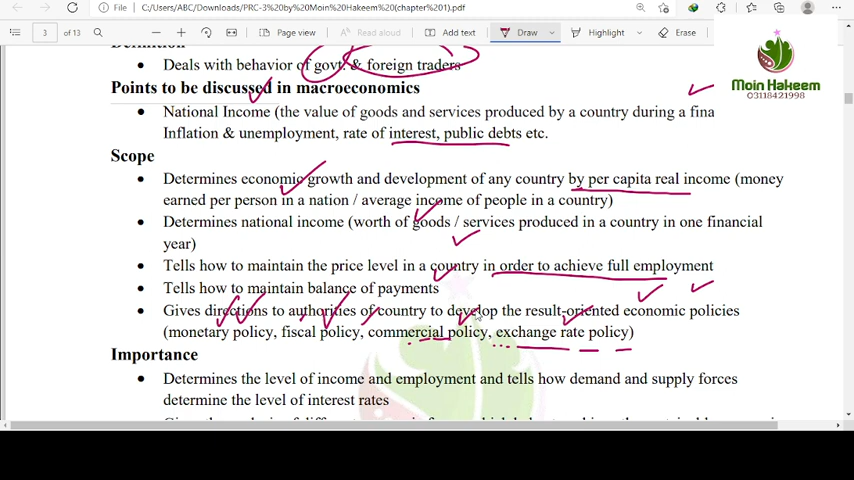 File | C:/Users/ABC/Downloads/PRC-3%20by%20Moin%20Hakeem%20(chapter%201).pdf
3 of 13
Page view
Read aloud
Add text
Draw
Highlight
Erase
Moin Hakeem
03118421998
Definition
• Deals with behavior of govt. & foreign traders
Points to be discussed in macroeconomics
• National Income (the value of goods and services produced by a country during a fina
Inflation & unemployment, rate of interest, public debts etc.
Scope
• Determines economic growth and development of any country by per capita real income (money
earned per person in a nation / average income of people in a country)
• Determines national income (worth of goods / services produced in a country in one financial
year)
• Tells how to maintain the price level in a country in order to achieve full employment
• Tells how to maintain balance of payments
• Gives directions to authorities of country to develop the result-oriented economic policies
(monetary policy, fiscal policy, commercial policy, exchange rate policy)
Importance
• Determines the level of income and employment and tells how demand and supply forces
determine the level of interest rates